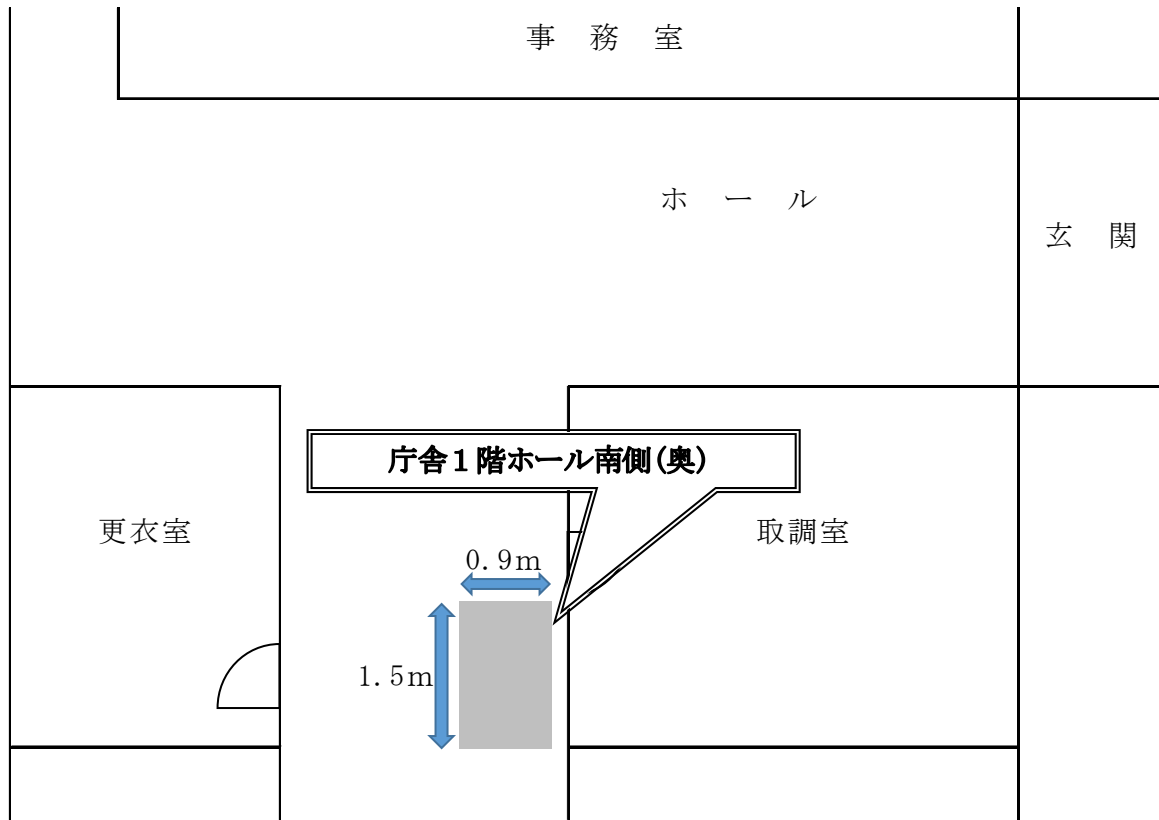 事　務　室
ホ　ー　ル
玄　関
庁舎１階ホール南側(奥)
更衣室
取調室
0.9m
1.5m